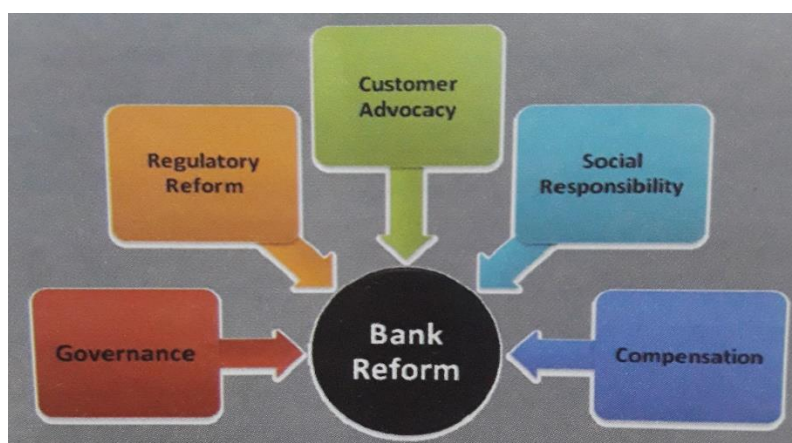 Customer
Advocacy
Regulatory
Reform
Social
Responsibility
Governance
Bank
Reform
Compensation